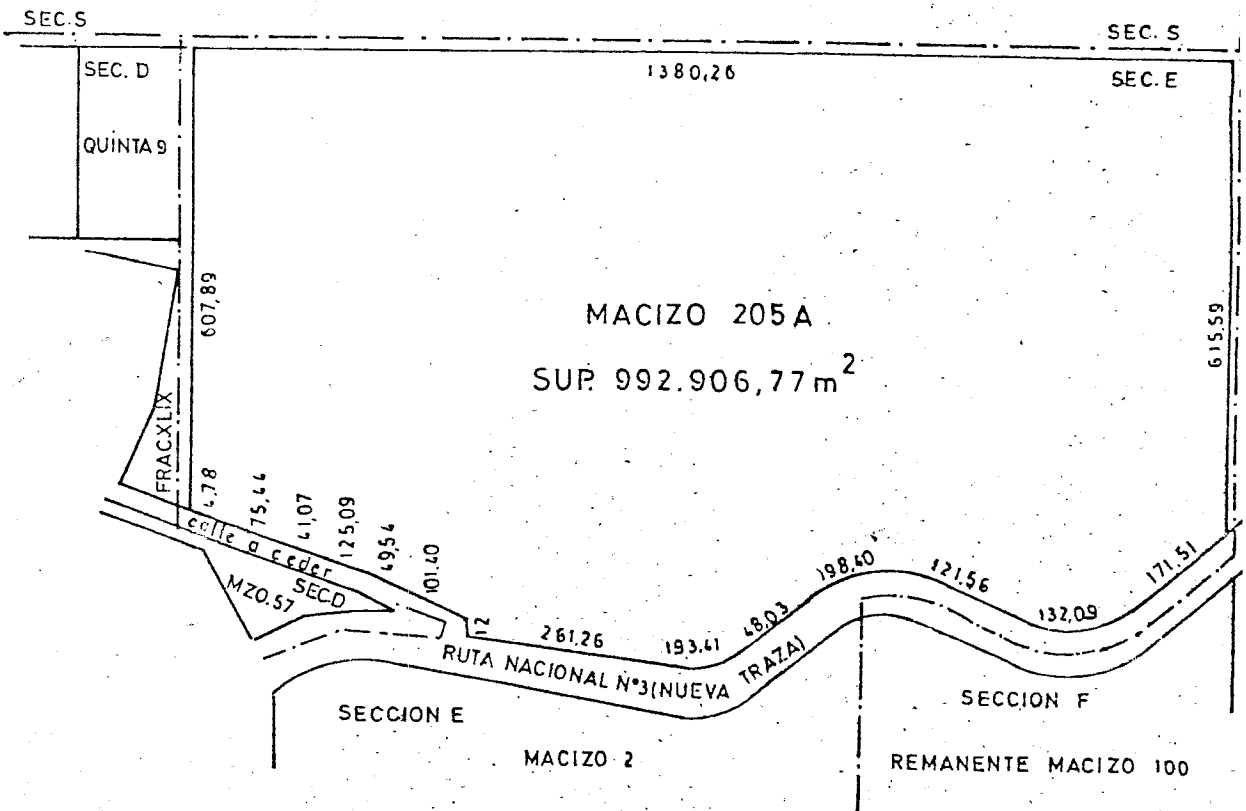 SEC. S
SEC. S
SEC. D
1380,26
SEC. E
QUINTA 9
607,89
MACIZO 205 A
615.59
SUP. 992.906,77 m²
FRAC.XLIX
4,78
75,44
41,07
125,09
49,54
101.40
calle a ceder
198,40
121.56
171.51
MZO. 57
SEC.D
12
261,26
193,41
48,03
132,09
RUTA NACIONAL N°3 (NUEVA TRAZA)
SECCION E
SECCION F
MACIZO 2
REMANENTE MACIZO 100